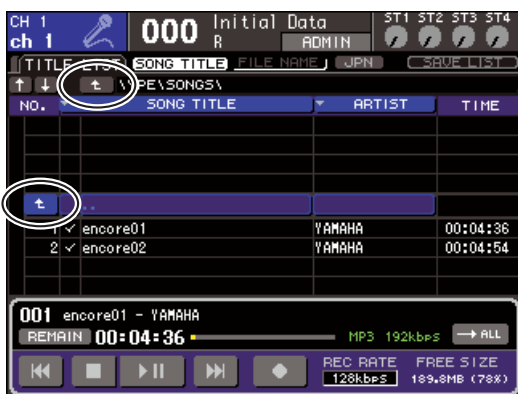 CH 1
ch 1
000
Initial Data
R
ADMIN
ST1 ST2 ST3 ST4
TITLE LIST
SONG TITLE
FILE NAME
JPN
SAVE LIST
\YPE\SONGS\
NO.
SONG TITLE
ARTIST
TIME
..
1 ✓ encore01 YAMAHA 00:04:36
2 ✓ encore02 YAMAHA 00:04:54
001 encore01 - YAMAHA
REMAIN 00:04:36
MP3 192kbps
→ALL
REC RATE
128kbps
FREE SIZE
189.8MB (78%)